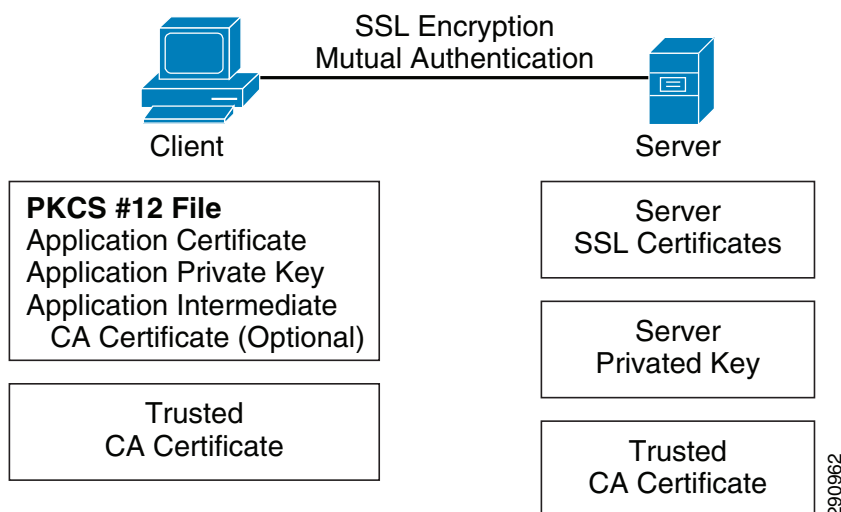 SSL Encryption
Mutual Authentication
Client
Server
PKCS #12 File
Application Certificate
Application Private Key
Application Intermediate
CA Certificate (Optional)
Trusted
CA Certificate
Server
SSL Certificates
Server
Privated Key
Trusted
CA Certificate
290962